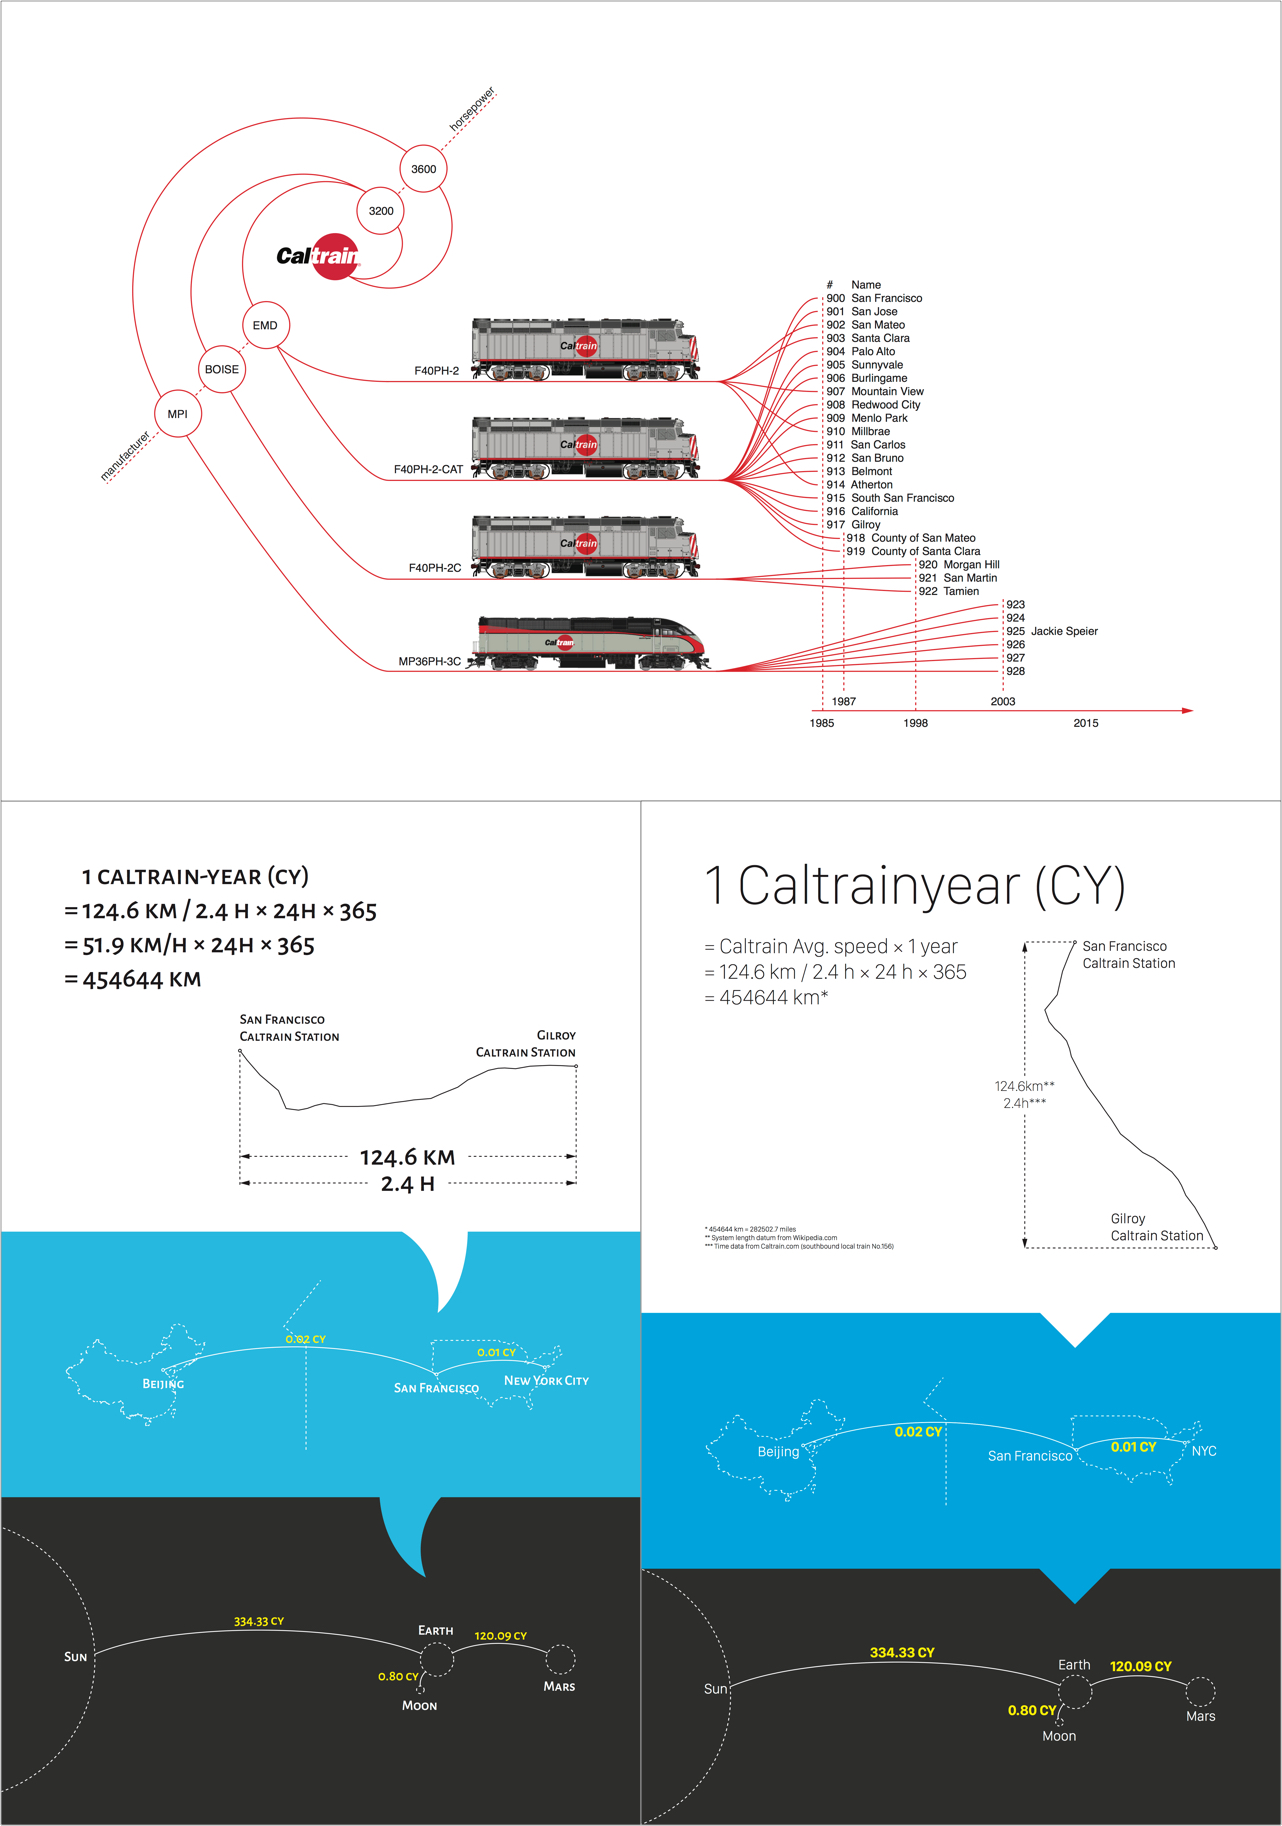 horsepower
3600
3200
Caltrain
EMD
BOISE
MPI
manufacturer
F40PH-2
Caltrain
F40PH-2-CAT
Caltrain
F40PH-2C
Caltrain
MP36PH-3C
Caltrain
# Name
900 San Francisco
901 San Jose
902 San Mateo
903 Santa Clara
904 Palo Alto
905 Sunnyvale
906 Burlingame
907 Mountain View
908 Redwood City
909 Menlo Park
910 Millbrae
911 San Carlos
912 San Bruno
913 Belmont
914 Atherton
915 South San Francisco
916 California
917 Gilroy
918 County of San Mateo
919 County of Santa Clara
920 Morgan Hill
921 San Martin
922 Tamien
923
924
925 Jackie Speier
926
927
928
1987 2003
1985 1998 2015
1 CALTRAIN-YEAR (CY)
= 124.6 KM / 2.4 H × 24H × 365
= 51.9 KM/H × 24H × 365
= 454644 KM
SAN FRANCISCO
CALTRAIN STATION
GILROY
CALTRAIN STATION
124.6 KM
2.4 H
0.02 CY
0.01 CY
BEIJING
SAN FRANCISCO
NEW YORK CITY
334.33 CY
EARTH
120.09 CY
SUN
0.80 CY
MARS
MOON
1 Caltrainyear (CY)
= Caltrain Avg. speed × 1 year
= 124.6 km / 2.4 h × 24 h × 365
= 454644 km*
San Francisco
Caltrain Station
124.6km**
2.4h***
Gilroy
Caltrain Station
* 454644 km = 282502.7 miles
** System length datum from Wikipedia.com
*** Time data from Caltrain.com (southbound local train No.156)
0.02 CY
0.01 CY
Beijing
San Francisco
NYC
334.33 CY
Earth
120.09 CY
Sun
0.80 CY
Mars
Moon